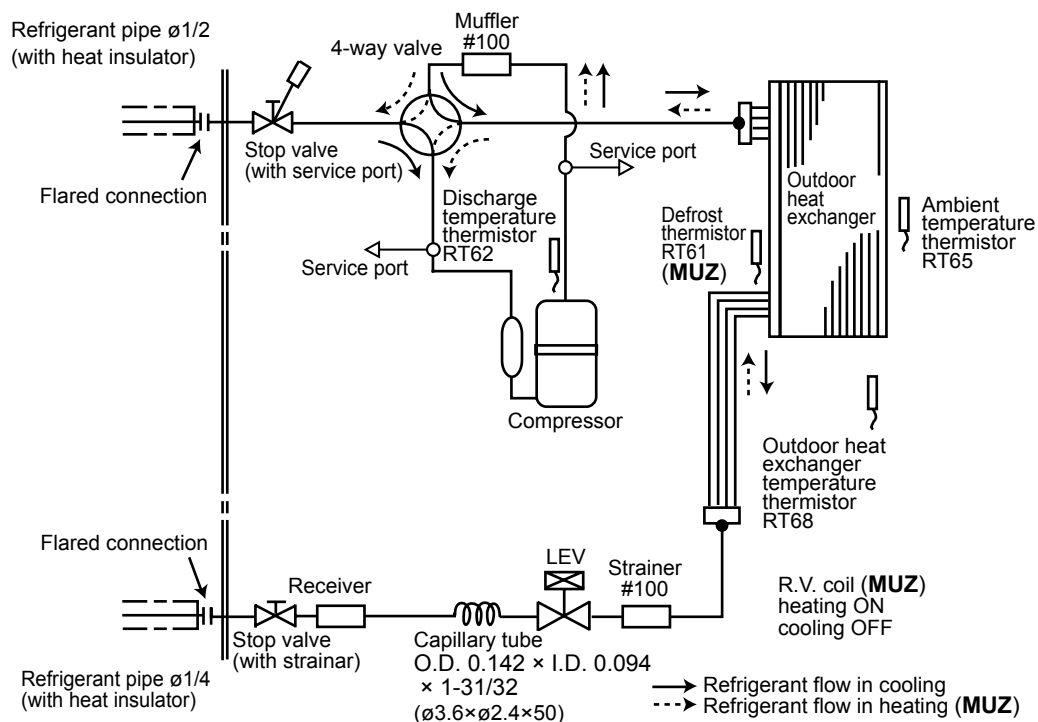 Refrigerant pipe ø1/2
(with heat insulator)
4-way valve
Muffler
#100
Stop valve
(with service port)
Flared connection
Service port
Discharge
temperature
thermistor
RT62
Service port
Compressor
Outdoor
heat
exchanger
Defrost
thermistor
RT61
(MUZ)
Ambient
temperature
thermistor
RT65
Outdoor heat
exchanger
temperature
thermistor
RT68
Flared connection
Receiver
LEV
Strainer
#100
R.V. coil (MUZ)
heating ON
cooling OFF
Stop valve
(with strainar)
Capillary tube
O.D. 0.142 × I.D. 0.094
× 1-31/32
(ø3.6×ø2.4×50)
Refrigerant pipe ø1/4
(with heat insulator)
Refrigerant flow in cooling
Refrigerant flow in heating (MUZ)